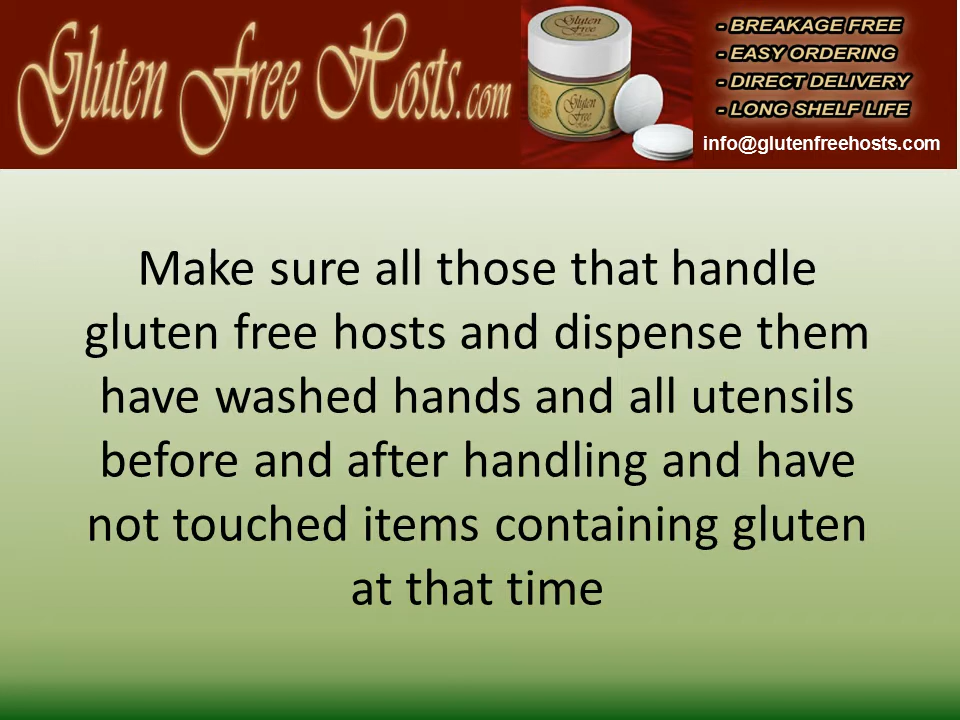 Gluten Free Hosts.com
Gluten Free
Gluten
Free
- BREAKAGE FREE
- EASY ORDERING
- DIRECT DELIVERY
- LONG SHELF LIFE
info@glutenfreehosts.com
Make sure all those that handle
gluten free hosts and dispense them
have washed hands and all utensils
before and after handling and have
not touched items containing gluten
at that time